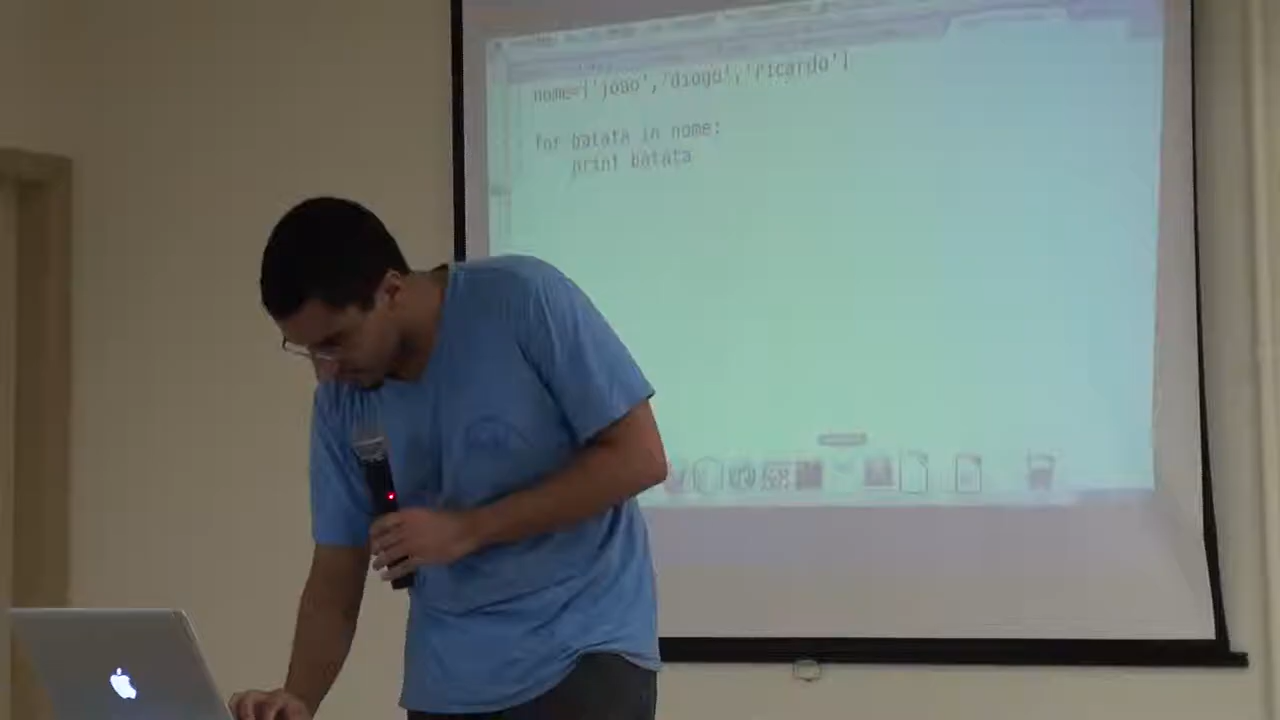 nome=['joao','diogo','ricardo']
for batata in nome:
print batata